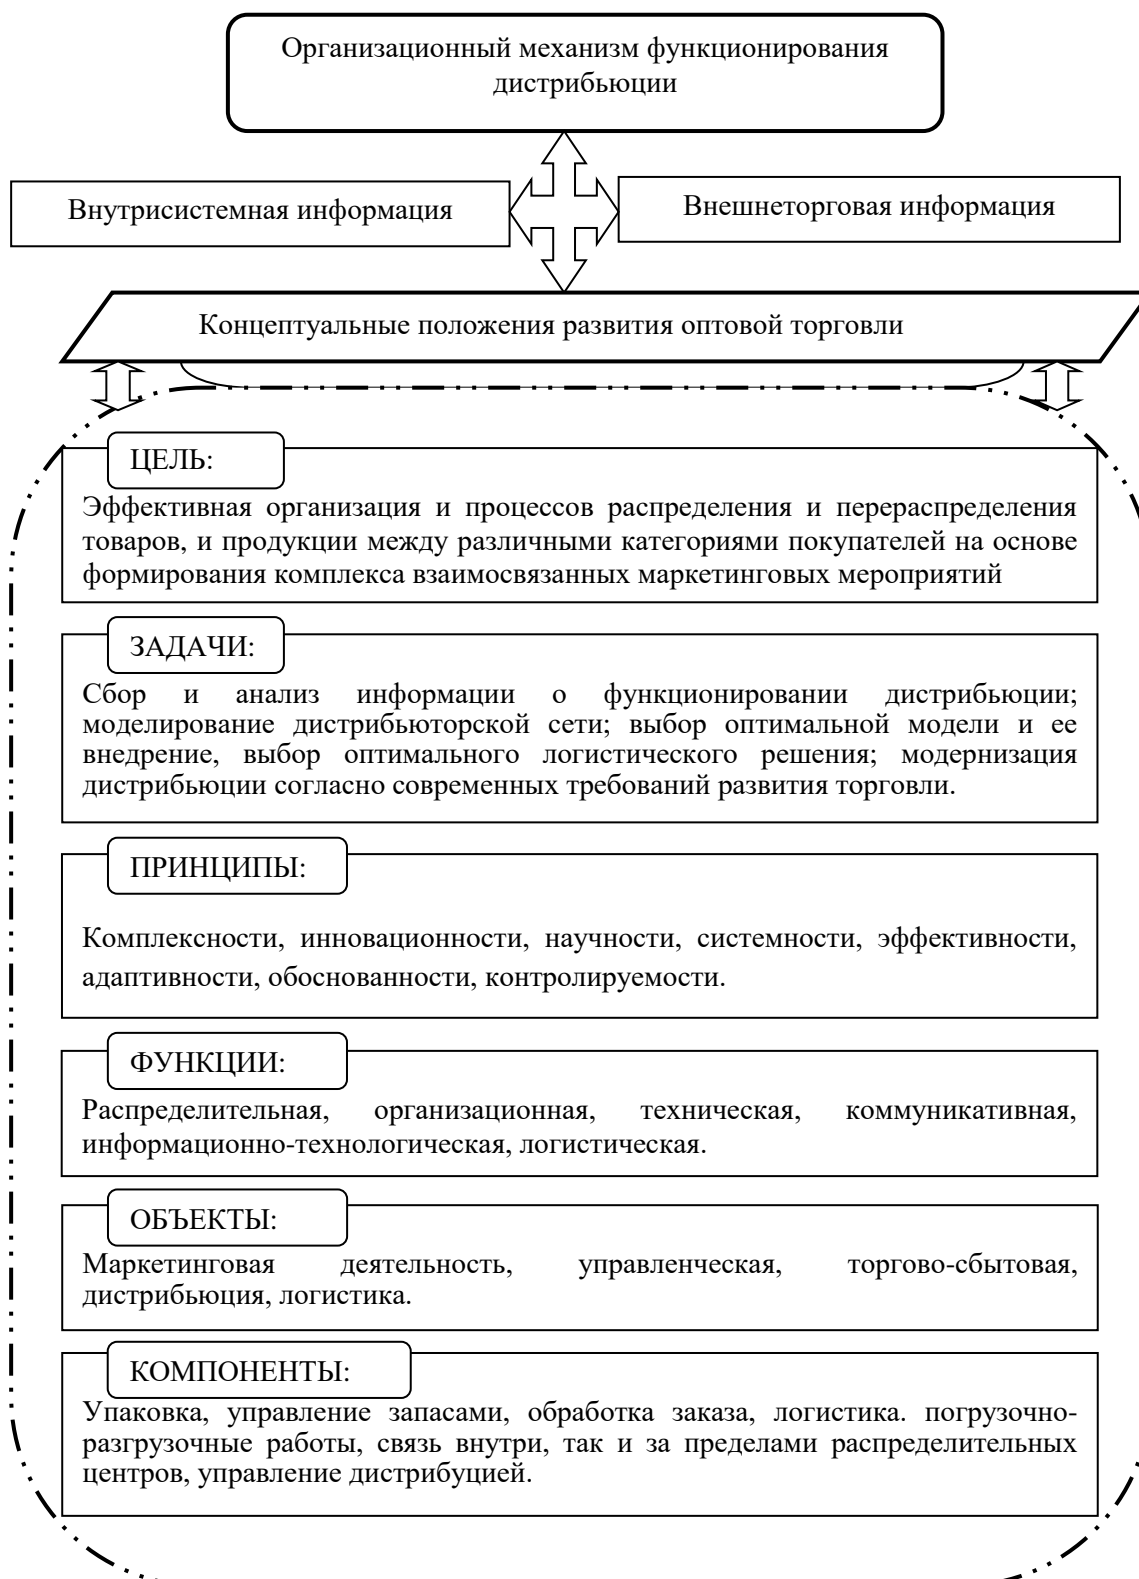 Организационный механизм функционирования
дистрибьюции
Внутрисистемная информация
Внешнеторговая информация
Концептуальные положения развития оптовой торговли
ЦЕЛЬ:
Эффективная организация и процессов распределения и перераспределения
товаров, и продукции между различными категориями покупателей на основе
формирования комплекса взаимосвязанных маркетинговых мероприятий
ЗАДАЧИ:
Сбор и анализ информации о функционировании дистрибьюции;
моделирование дистрибьюторской сети; выбор оптимальной модели и ее
внедрение, выбор оптимального логистического решения; модернизация
дистрибьюции согласно современных требований развития торговли.
ПРИНЦИПЫ:
Комплексности, инновационности, научности, системности, эффективности,
адаптивности, обоснованности, контролируемости.
ФУНКЦИИ:
Распределительная, организационная, техническая, коммуникативная,
информационно-технологическая, логистическая.
ОБЪЕКТЫ:
Маркетинговая деятельность, управленческая, торгово-сбытовая,
дистрибьюция, логистика.
КОМПОНЕНТЫ:
Упаковка, управление запасами, обработка заказа, логистика. погрузочно-
разгрузочные работы, связь внутри, так и за пределами распределительных
центров, управление дистрибуцией.